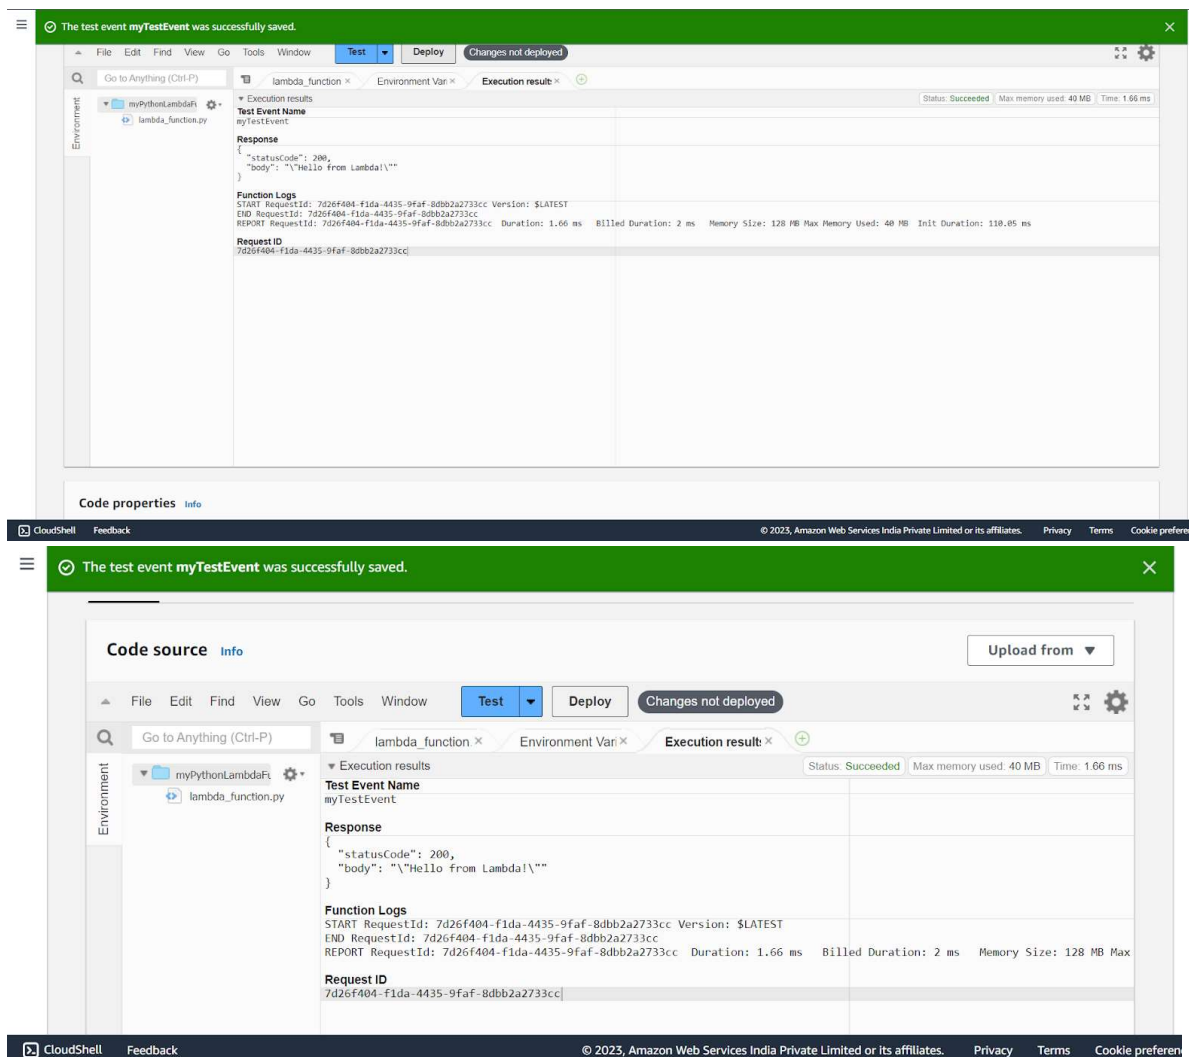 The test event myTestEvent was successfully saved.
File Edit Find View Go Tools Window Test Deploy Changes not deployed
Go to Anything (Ctrl-P) lambda_function Environment Var Execution results
myPythonLambdaFu Execution results Status: Succeeded Max memory used: 40 MB Time: 1.66 ms
Environment
lambda_function.py
Test Event Name
myTestEvent
Response
{
"statusCode": 200,
"body": "\"Hello from Lambda!\""
}
Function Logs
START RequestId: 7d26f404-f1da-4435-9faf-8dbb2a2733cc Version: $LATEST
END RequestId: 7d26f404-f1da-4435-9faf-8dbb2a2733cc
REPORT RequestId: 7d26f404-f1da-4435-9faf-8dbb2a2733cc Duration: 1.66 ms Billed Duration: 2 ms Memory Size: 128 MB Max Memory Used: 40 MB Init Duration: 110.05 ms
Request ID
7d26f404-f1da-4435-9faf-8dbb2a2733cc
Code properties Info
CloudShell Feedback © 2023, Amazon Web Services India Private Limited or its affiliates. Privacy Terms Cookie prefere
The test event myTestEvent was successfully saved.
Code source Info Upload from
File Edit Find View Go Tools Window Test Deploy Changes not deployed
Go to Anything (Ctrl-P) lambda_function Environment Vari Execution results
myPythonLambdaFu Execution results Status: Succeeded Max memory used: 40 MB Time: 1.66 ms
Environment
lambda_function.py
Test Event Name
myTestEvent
Response
{
"statusCode": 200,
"body": "\"Hello from Lambda!\""
}
Function Logs
START RequestId: 7d26f404-f1da-4435-9faf-8dbb2a2733cc Version: $LATEST
END RequestId: 7d26f404-f1da-4435-9faf-8dbb2a2733cc
REPORT RequestId: 7d26f404-f1da-4435-9faf-8dbb2a2733cc Duration: 1.66 ms Billed Duration: 2 ms Memory Size: 128 MB Max
Request ID
7d26f404-f1da-4435-9faf-8dbb2a2733cc
CloudShell Feedback © 2023, Amazon Web Services India Private Limited or its affiliates. Privacy Terms Cookie preferen